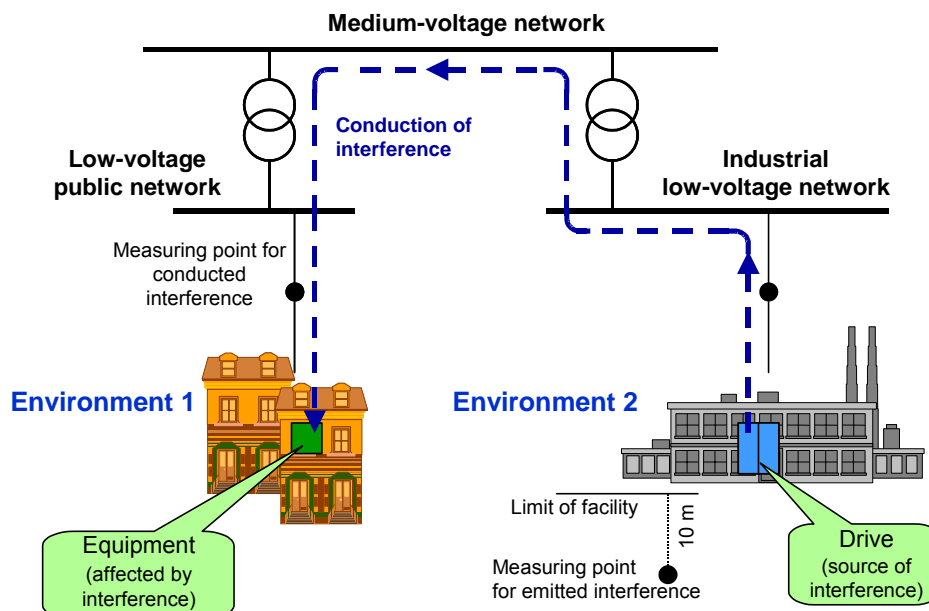 Medium-voltage network
Conduction of
interference
Low-voltage
public network
Industrial
low-voltage network
Measuring point for
conducted
interference
Environment 1
Environment 2
Limit of facility
10 m
Equipment
(affected by
interference)
Measuring point
for emitted interference
Drive
(source of
interference)